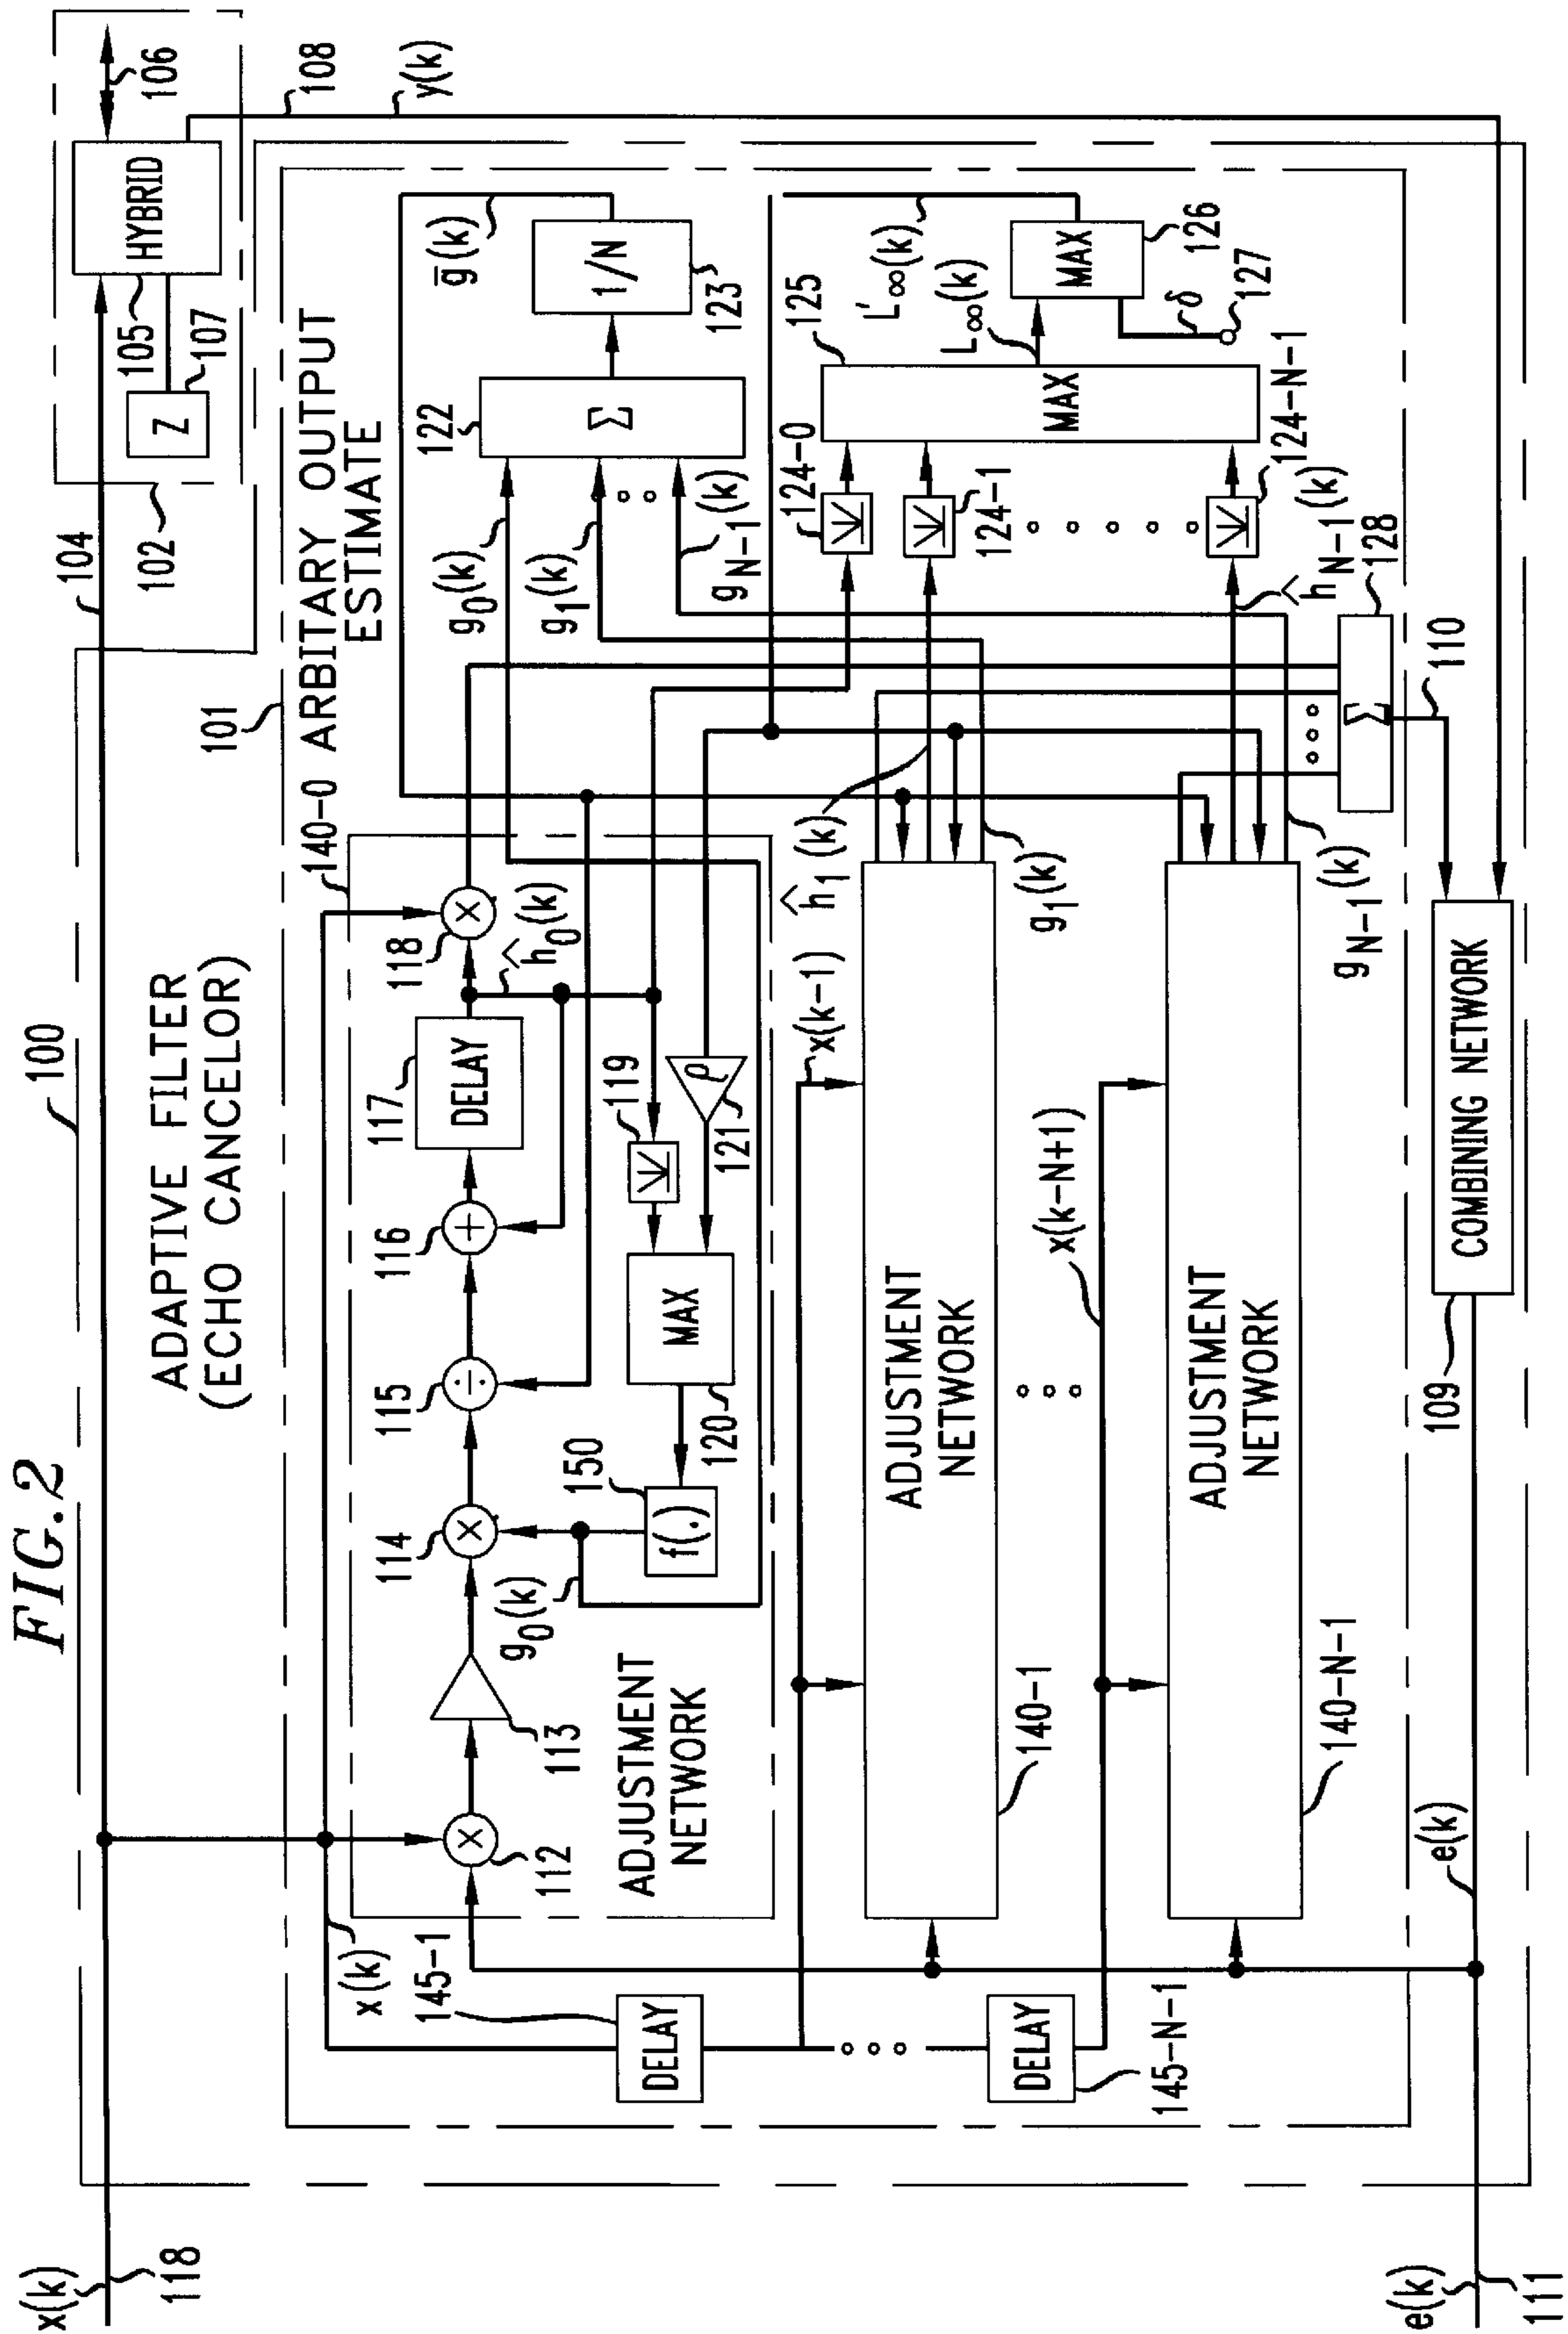 FIG.2
100
ADAPTIVE FILTER
(ECHO CANCELOR)
x(k)
118
104
102
HYBRID
105
Z
107
106
108
y(k)
101
140-0 ARBITARY OUTPUT
ESTIMATE
x(k)
145-1
DELAY
DELAY
145-N-1
ADJUSTMENT
NETWORK
×
112
113
×
114
g0(k)
f(.)
150
÷
115
+
116
DELAY
117
ĥ0(k)
×
118
119
MAX
120
ρ
121
g0(k)
g1(k)
gN-1(k)
122
Σ
1/N
123
g̅(k)
124-0
124-1
124-N-1
125
MAX
L∞(k)
L'∞(k)
MAX
126
δ
127
x(k-1)
ĥ1(k)
ADJUSTMENT
NETWORK
140-1
g1(k)
x(k-N+1)
ADJUSTMENT
NETWORK
140-N-1
gN-1(k)
ĥN-1(k)
128
Σ
110
COMBINING NETWORK
109
e(k)
e(k)
111